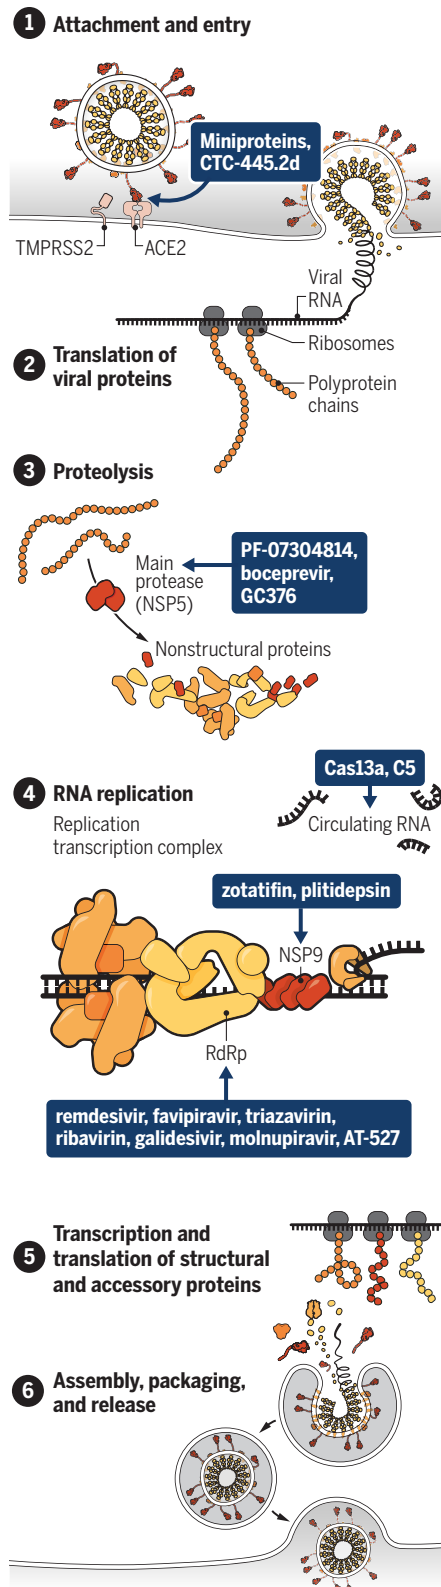 1 Attachment and entry
Miniproteins,
CTC-445.2d
TMPRSS2
ACE2
Viral
RNA
Ribosomes
2 Translation of
viral proteins
Polyprotein
chains
3 Proteolysis
PF-07304814,
boceprevir,
GC376
Main
protease
(NSP5)
Nonstructural proteins
Cas13a, C5
4 RNA replication
Replication
transcription complex
Circulating RNA
zotatifin, plitidepsin
NSP9
RdRp
remdesivir, favipiravir, triazavirin,
ribavirin, galidesivir, molnupiravir, AT-527
5 Transcription and
translation of structural
and accessory proteins
6 Assembly, packaging,
and release